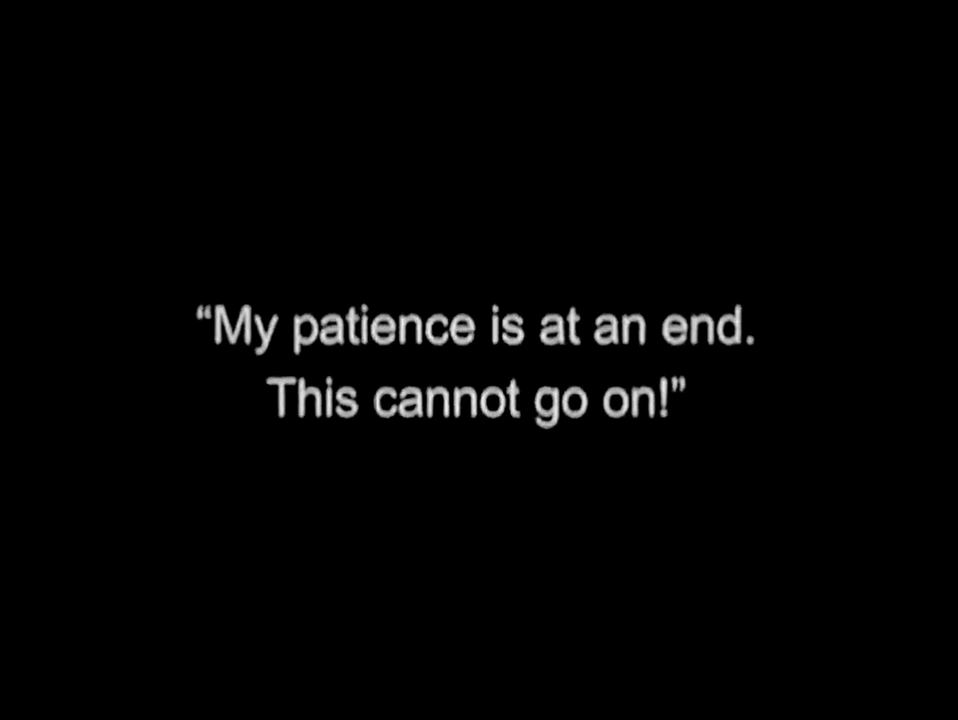 “My patience is at an end.
This cannot go on!”